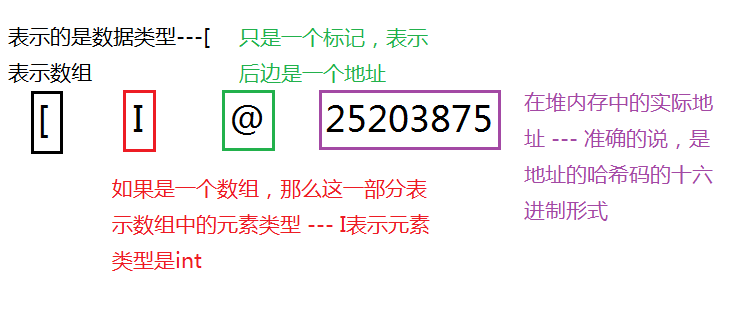 表示的是数据类型---[
表示数组
只是一个标记，表示
后边是一个地址
[ I @ 25203875
在堆内存中的实际地
址 --- 准确的说，是
地址的哈希码的十六
进制形式
如果是一个数组，那么这一部分表
示数组中的元素类型 --- I表示元素
类型是int